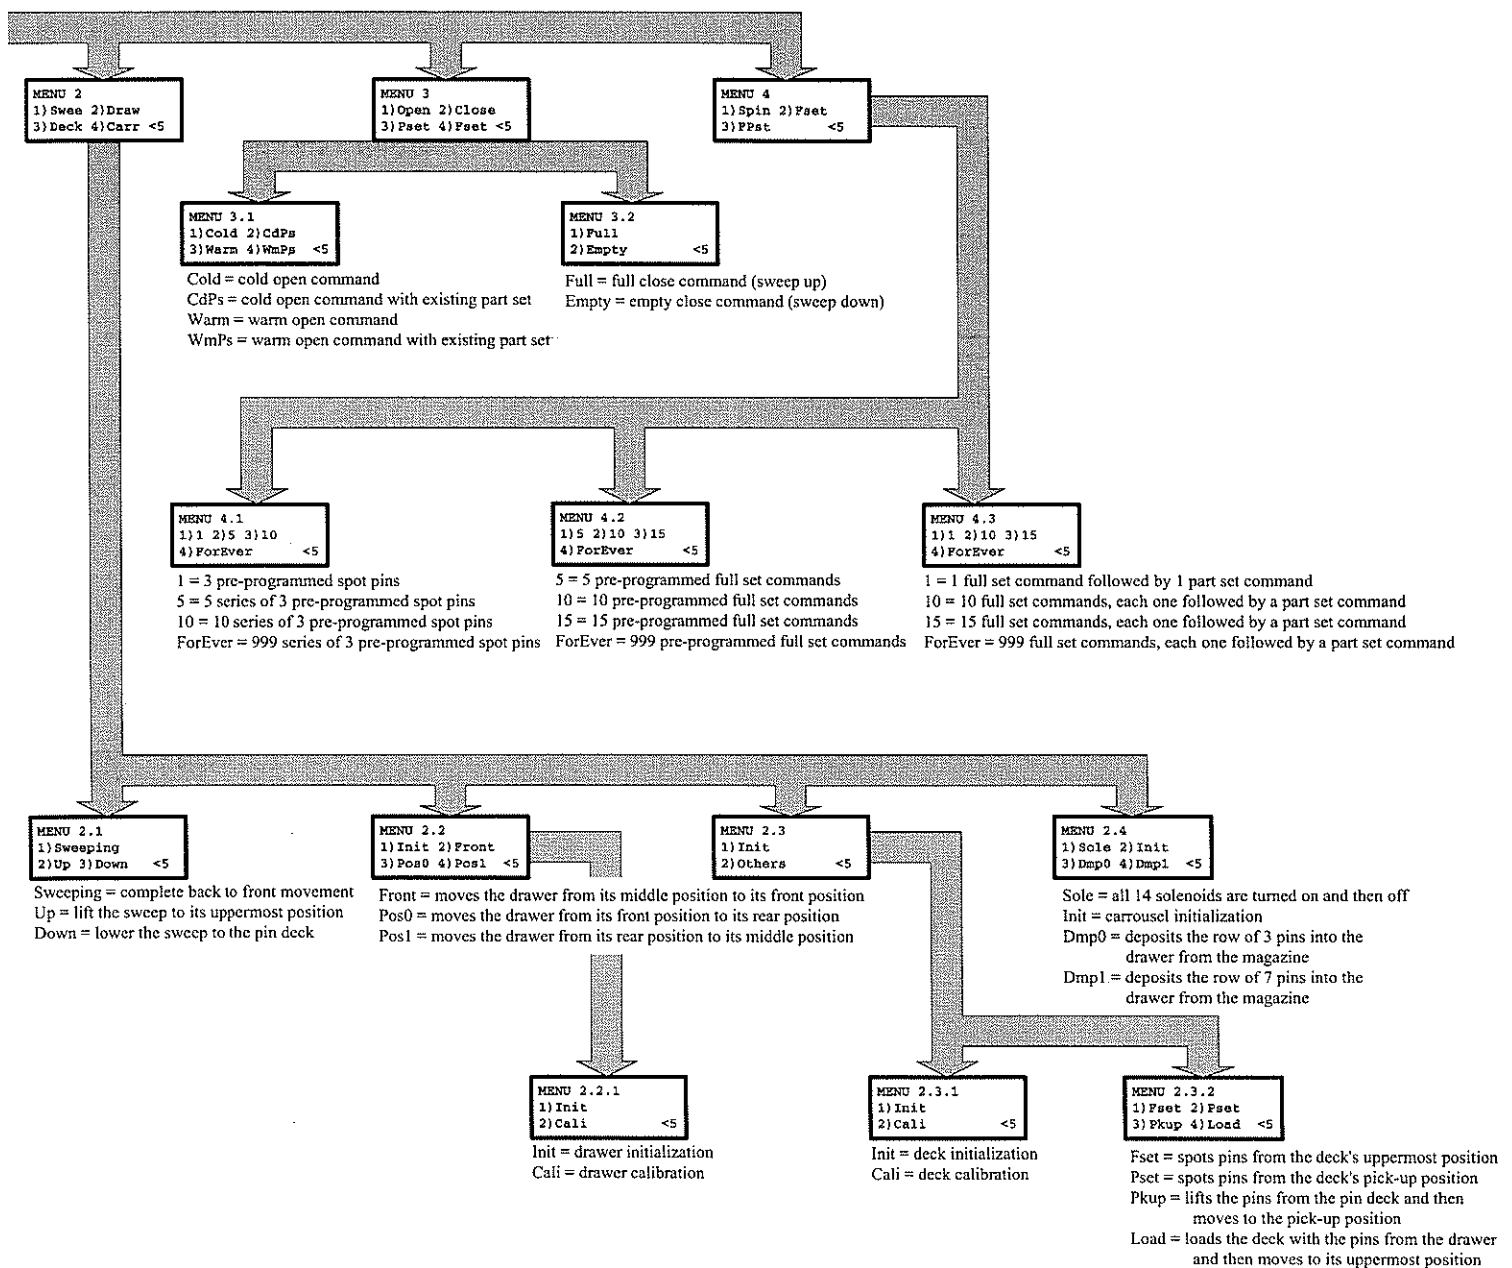 MENU 2
1)Swee 2)Draw
3)Deck 4)Carr <5
MENU 3
1)Open 2)Close
3)Pset 4)Fset <5
MENU 4
1)Spin 2)Fset
3)FPst <5
MENU 3.1
1)Cold 2)CdPs
3)Warm 4)WmPs <5
Cold = cold open command
CdPs = cold open command with existing part set
Warm = warm open command
WmPs = warm open command with existing part set
MENU 3.2
1)Full
2)Empty <5
Full = full close command (sweep up)
Empty = empty close command (sweep down)
MENU 4.1
1)1 2)5 3)10
4)ForEver <5
1 = 3 pre-programmed spot pins
5 = 5 series of 3 pre-programmed spot pins
10 = 10 series of 3 pre-programmed spot pins
ForEver = 999 series of 3 pre-programmed spot pins
MENU 4.2
1)5 2)10 3)15
4)ForEver <5
5 = 5 pre-programmed full set commands
10 = 10 pre-programmed full set commands
15 = 15 pre-programmed full set commands
ForEver = 999 pre-programmed full set commands
MENU 4.3
1)1 2)10 3)15
4)ForEver <5
1 = 1 full set command followed by 1 part set command
10 = 10 full set commands, each one followed by a part set command
15 = 15 full set commands, each one followed by a part set command
ForEver = 999 full set commands, each one followed by a part set command
MENU 2.1
1)Sweeping
2)Up 3)Down <5
Sweeping = complete back to front movement
Up = lift the sweep to its uppermost position
Down = lower the sweep to the pin deck
MENU 2.2
1)Init 2)Front
3)Pos0 4)Pos1 <5
Front = moves the drawer from its middle position to its front position
Pos0 = moves the drawer from its front position to its rear position
Pos1 = moves the drawer from its rear position to its middle position
MENU 2.3
1)Init
2)Others <5
MENU 2.4
1)Sole 2)Init
3)Dmp0 4)Dmp1 <5
Sole = all 14 solenoids are turned on and then off
Init = carrousel initialization
Dmp0 = deposits the row of 3 pins into the
drawer from the magazine
Dmp1 = deposits the row of 7 pins into the
drawer from the magazine
MENU 2.2.1
1)Init
2)Cali <5
Init = drawer initialization
Cali = drawer calibration
MENU 2.3.1
1)Init
2)Cali <5
Init = deck initialization
Cali = deck calibration
MENU 2.3.2
1)Fset 2)Pset
3)Pkup 4)Load <5
Fset = spots pins from the deck's uppermost position
Pset = spots pins from the deck's pick-up position
Pkup = lifts the pins from the pin deck and then
moves to the pick-up position
Load = loads the deck with the pins from the drawer
and then moves to its uppermost position